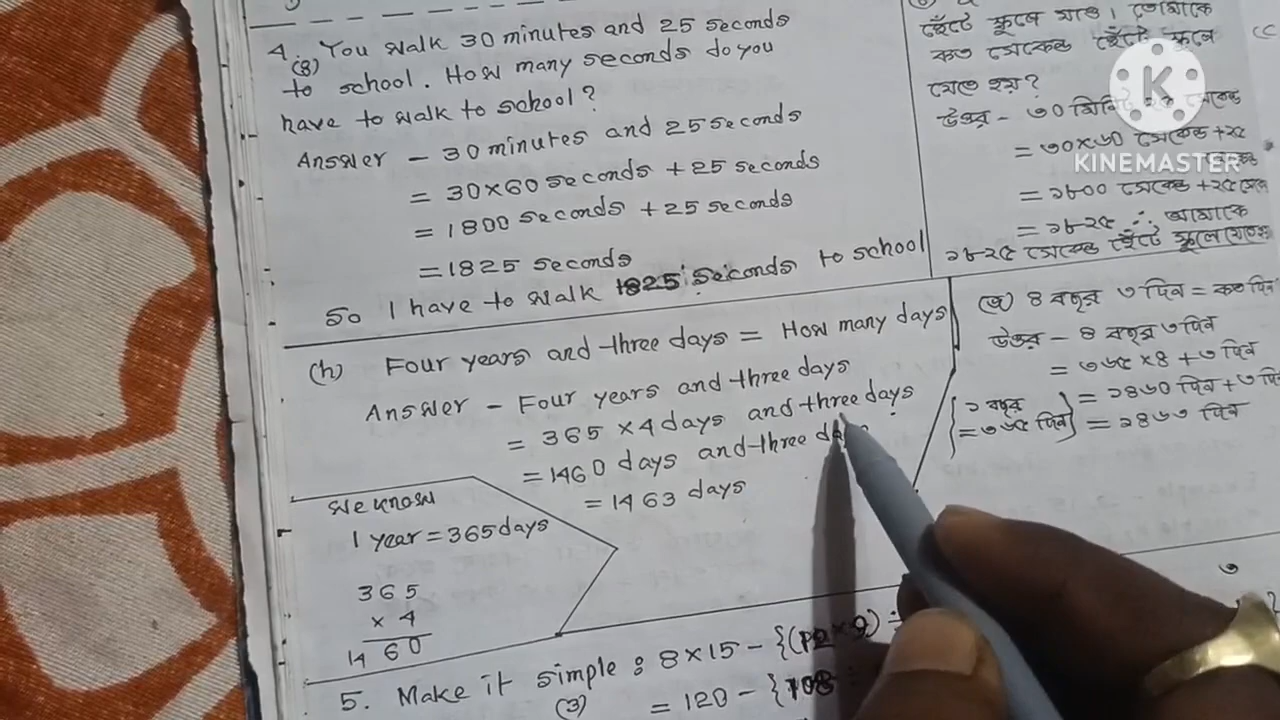 4. You walk 30 minutes and 25 seconds
(g) to school. How many seconds do you
have to walk to school?
Answer - 30 minutes and 25 seconds
= 30×60 seconds + 25 seconds
= 1800 seconds + 25 seconds
= 1825 seconds
So I have to walk 1825 seconds to school
হেঁটে স্কুলে যাও। তোমাকে
কত সেকেন্ড হেঁটে স্কুলে
যেতে হয়?
উত্তর - ৩০ মিনিট
= ৩০×৬০ সেকেন্ড +২৫
= ১৮০০ সেকেন্ড +২৫
= ১৮২৫ ∴ আমাকে
১৮২৫ সেকেন্ড হেঁটে স্কুলে
KINEMASTER
(h) Four years and three days = How many days
Answer - Four years and three days
= 365 ×4 days and three days
= 1460 days and three
= 1463 days
we know
1 year = 365 days
365
× 4
1460
(জ) ৪ বছর ৩ দিন = কত দিন
উত্তর - ৪ বছর ৩ দিন
= ৩৬৫ ×৪ + ৩ দিন
= ১৪৬০ দিন + ৩
= ১৪৬৩ দিন
{১ বছর
= ৩৬৫ দিন}
5. Make it simple : 8×15 - {(12×9) ÷
= 120 - {108 ÷